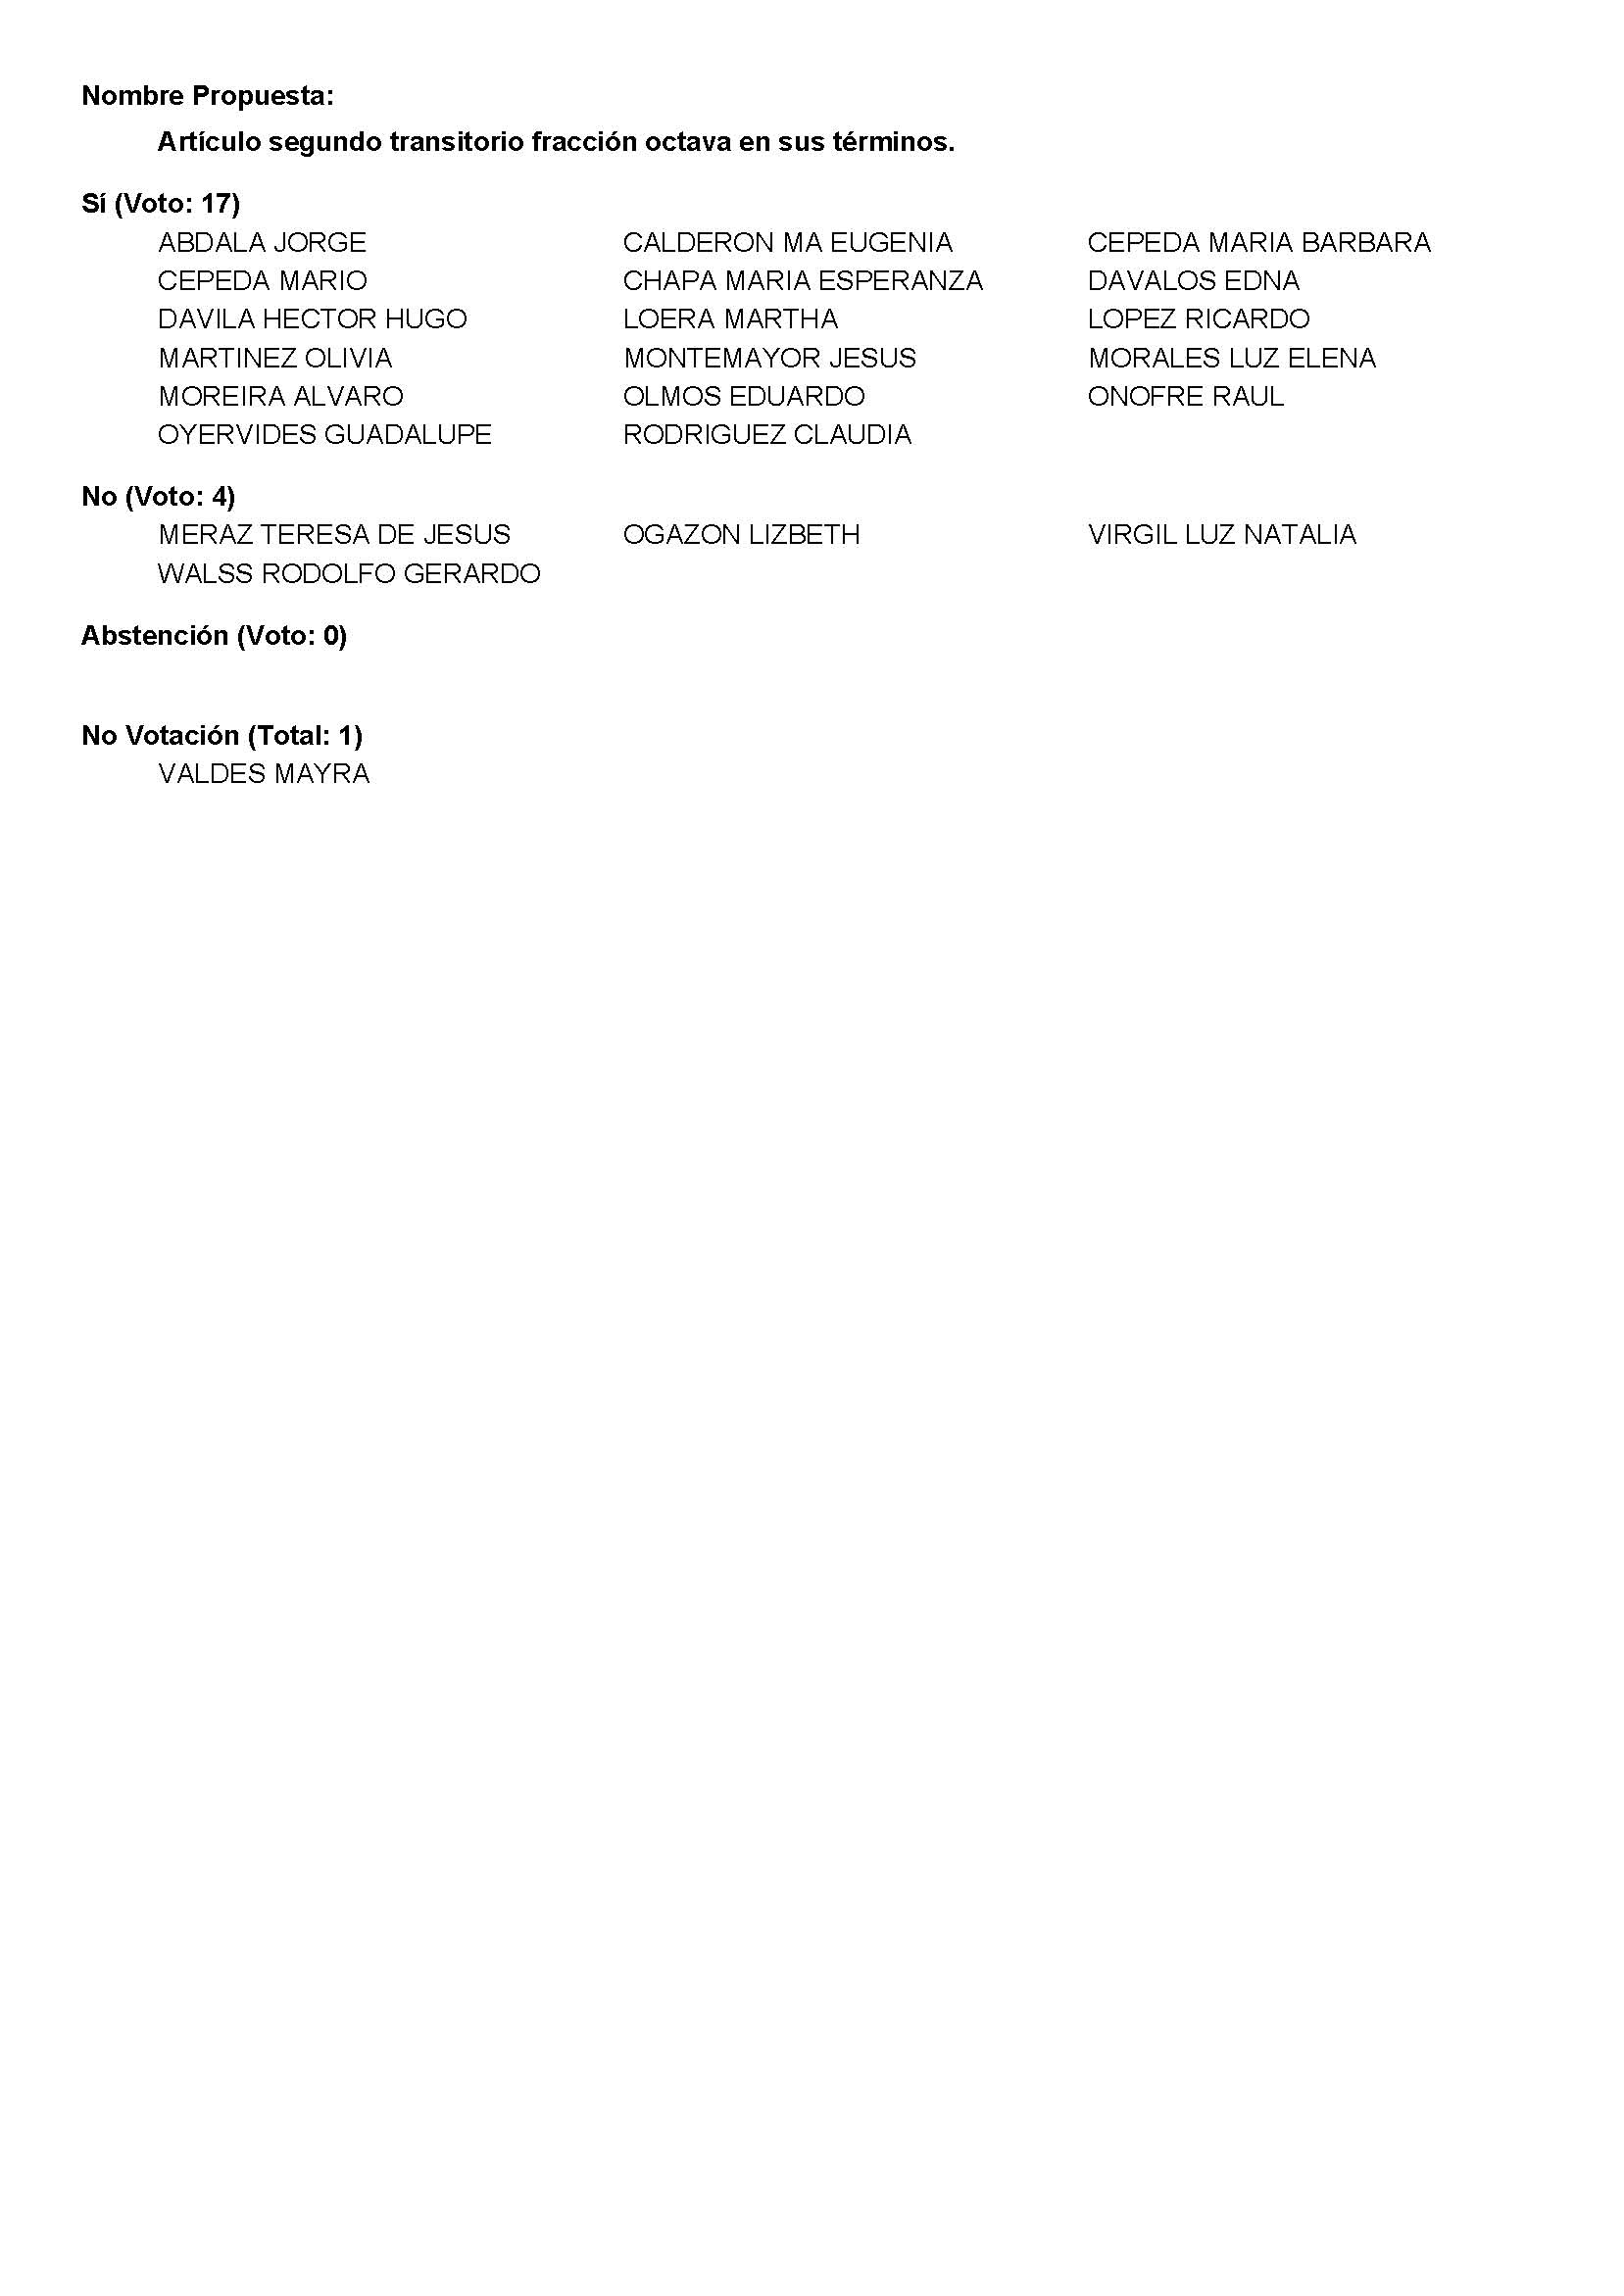 Nombre Propuesta:
Artículo segundo transitorio fracción octava en sus términos.
Sí (Voto: 17)
ABDALA JORGE CALDERON MA EUGENIA CEPEDA MARIA BARBARA
CEPEDA MARIO CHAPA MARIA ESPERANZA DAVALOS EDNA
DAVILA HECTOR HUGO LOERA MARTHA LOPEZ RICARDO
MARTINEZ OLIVIA MONTEMAYOR JESUS MORALES LUZ ELENA
MOREIRA ALVARO OLMOS EDUARDO ONOFRE RAUL
OYERVIDES GUADALUPE RODRIGUEZ CLAUDIA
No (Voto: 4)
MERAZ TERESA DE JESUS OGAZON LIZBETH VIRGIL LUZ NATALIA
WALSS RODOLFO GERARDO
Abstención (Voto: 0)
No Votación (Total: 1)
VALDES MAYRA